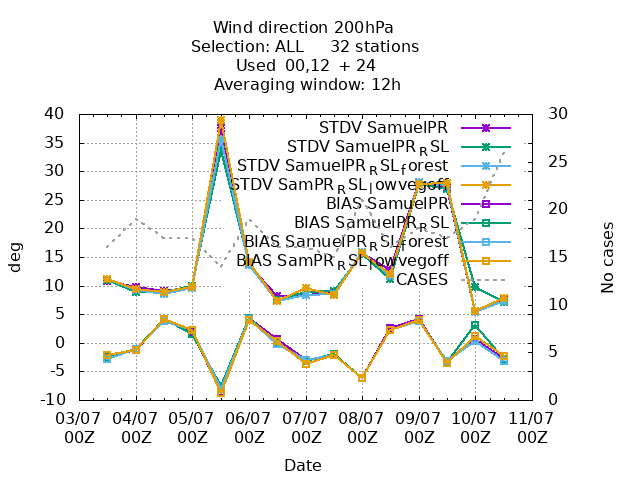 Wind direction 200hPa
Selection: ALL 32 stations
Used 00,12 + 24
Averaging window: 12h
40 30
35
30 25
25
20 20
15 15
10 10
5
0 5
-5
-10 0
deg
No cases
STDV SamuelPR
STDV SamuelPR_RSL
STDV SamuelPR_RSL_forest
STDV SamPR_RSL_lowvegoff
BIAS SamuelPR
BIAS SamuelPR_RSL
BIAS SamuelPR_RSL_forest
BIAS SamPR_RSL_lowvegoff
CASES
03/07 04/07 05/07 06/07 07/07 08/07 09/07 10/07 11/07
00Z 00Z 00Z 00Z 00Z 00Z 00Z 00Z 00Z
Date